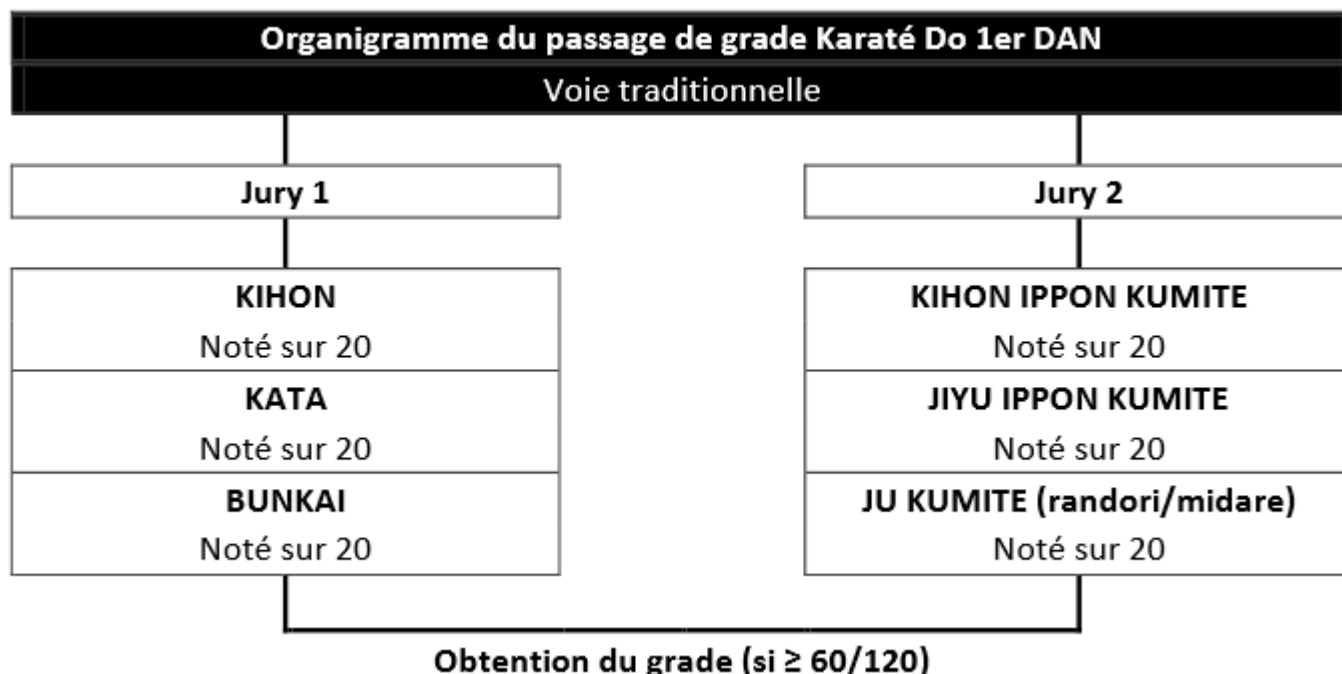 Organigramme du passage de grade Karaté Do 1er DAN
Voie traditionnelle
Jury 1
KIHON
Noté sur 20
KATA
Noté sur 20
BUNKAI
Noté sur 20
Jury 2
KIHON IPPON KUMITE
Noté sur 20
JIYU IPPON KUMITE
Noté sur 20
JU KUMITE (randori/midare)
Noté sur 20
Obtention du grade (si ≥ 60/120)